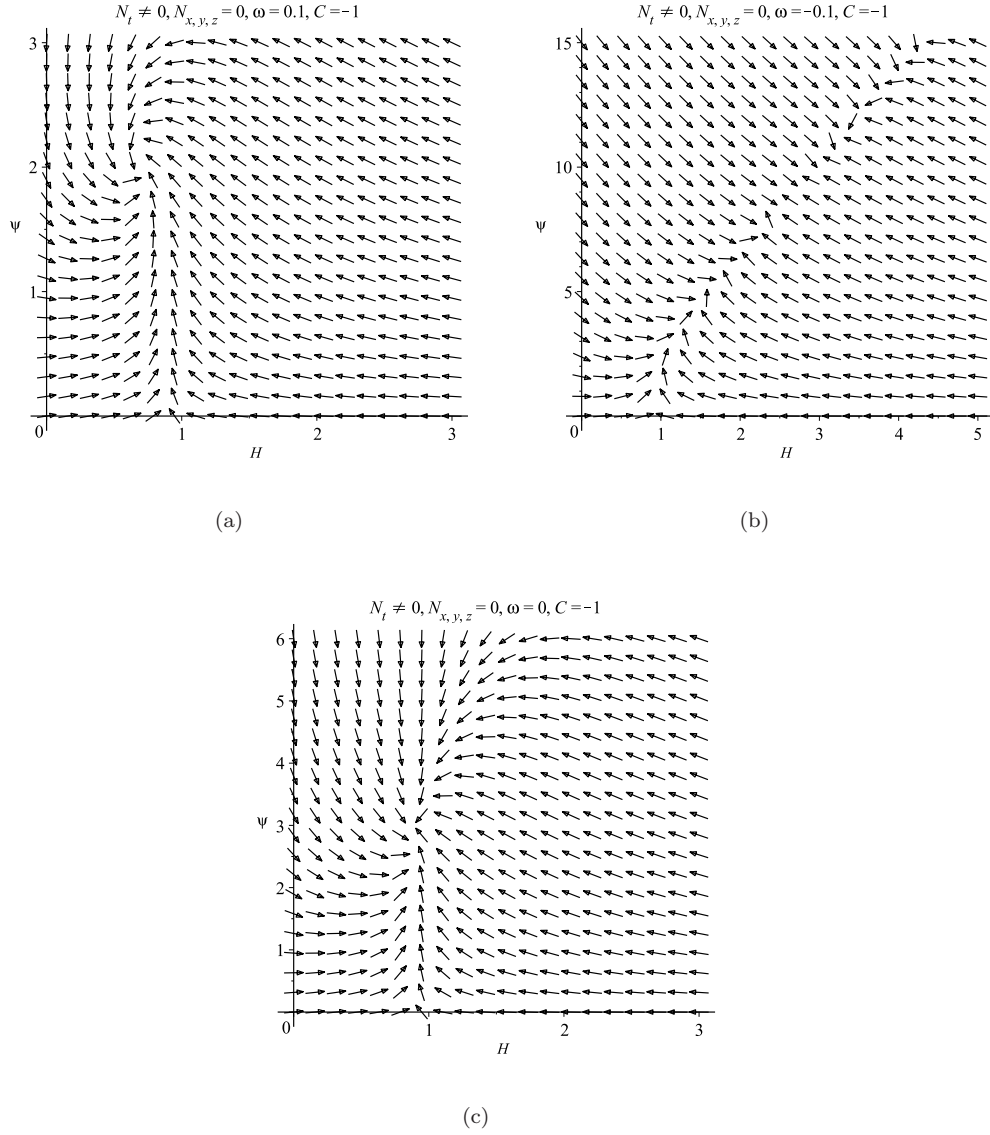 N_t ≠ 0, N_{x, y, z} = 0, ω = 0.1, C = −1
3
2
ψ
1
0 1 2 3
H
(a)
N_t ≠ 0, N_{x, y, z} = 0, ω = −0.1, C = −1
15
10
ψ
5
0 1 2 3 4 5
H
(b)
N_t ≠ 0, N_{x, y, z} = 0, ω = 0, C = −1
6
5
4
ψ 3
2
1
0 1 2 3
H
(c)